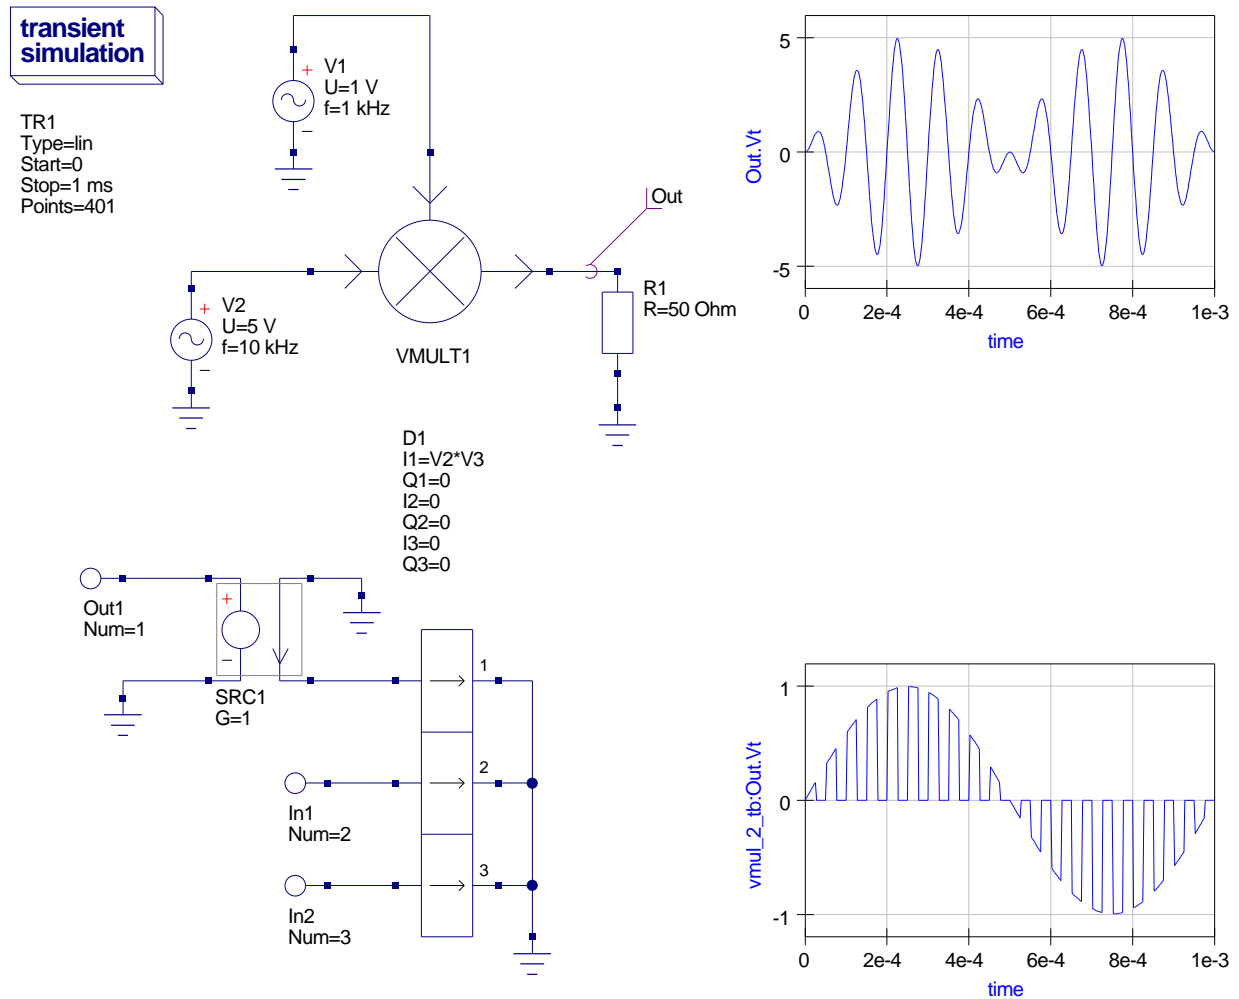 transient
simulation
TR1
Type=lin
Start=0
Stop=1 ms
Points=401
+
V1
U=1 V
f=1 kHz
–
Out
+
V2
U=5 V
f=10 kHz
–
VMULT1
R1
R=50 Ohm
D1
I1=V2*V3
Q1=0
I2=0
Q2=0
I3=0
Q3=0
Out1
Num=1
+
–
SRC1
G=1
1
2
3
In1
Num=2
In2
Num=3
Out.Vt
5
0
-5
0 2e-4 4e-4 6e-4 8e-4 1e-3
time
vmul_2_tb:Out.Vt
1
0
-1
0 2e-4 4e-4 6e-4 8e-4 1e-3
time